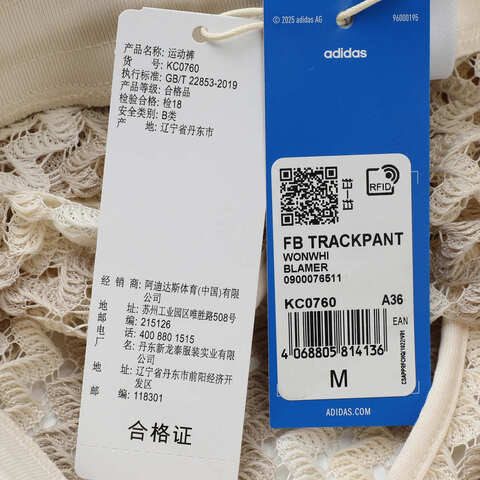 产品名称: 运动裤
货 号: KC0760
执行标准: GB/T 22853-2019
产品等级: 合格品
检验合格: 检18
安全类别: B类
产 地: 辽宁省丹东市
经 销 商: 阿迪达斯体育(中国)有限
公司
地 址: 苏州工业园区唯胜路508号
邮 编: 215126
电 话: 400 880 1515
厂 名: 丹东新龙泰服装实业有限
公司
地 址: 辽宁省丹东市前阳经济开
发区
邮 编: 118301
合格证
© 2025 adidas AG
96000195
adidas
RFID
FB TRACKPANT
WONWHI
BLAMER
0900076511
KC0760 A36
EAN
4 068805 814136
M
ADIDAS.COM